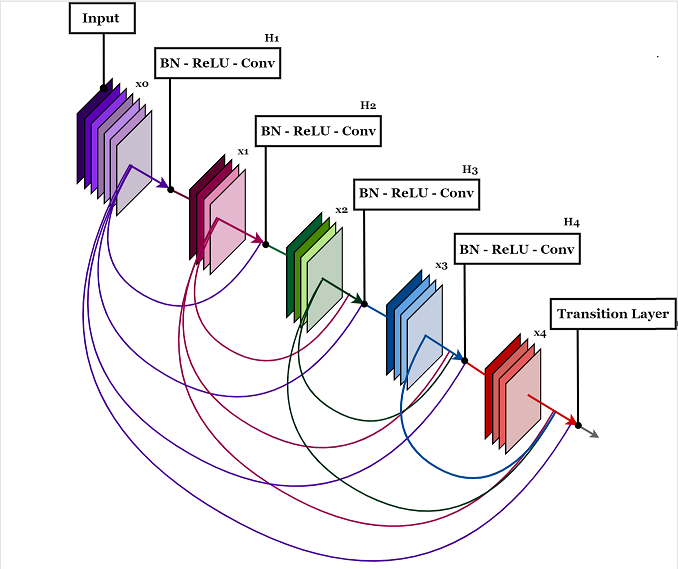 Input
H1
BN - ReLU - Conv
x0
H2
BN - ReLU - Conv
x1
H3
BN - ReLU - Conv
x2
H4
BN - ReLU - Conv
x3
Transition Layer
x4